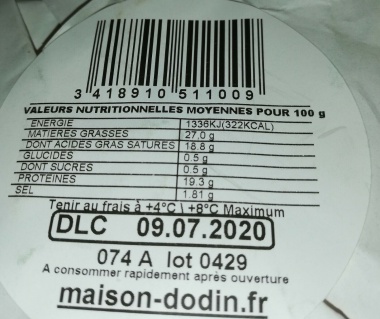 3 418910 511009
VALEURS NUTRITIONNELLES MOYENNES POUR 100 g
ENERGIE 1336KJ(322KCAL)
MATIERES GRASSES 27.0 g
DONT ACIDES GRAS SATURES 18.8 g
GLUCIDES 0.5 g
DONT SUCRES 0.5 g
PROTEINES 19.3 g
SEL 1.81 g
Tenir au frais à +4°C \ +8°C Maximum
DLC 09.07.2020
074 A lot 0429
A consommer rapidement après ouverture
maison-dodin.fr